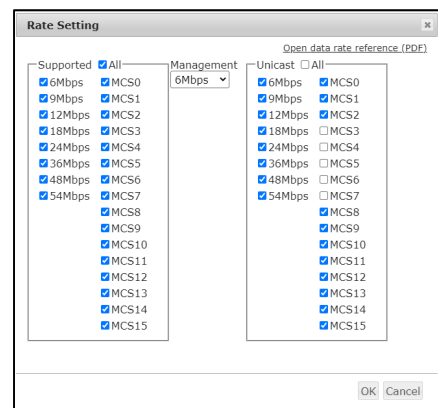 Rate Setting
Open data rate reference (PDF)
Supported All Management Unicast All
6Mbps MCS0 6Mbps 6Mbps MCS0
9Mbps MCS1 9Mbps MCS1
12Mbps MCS2 12Mbps MCS2
18Mbps MCS3 18Mbps MCS3
24Mbps MCS4 24Mbps MCS4
36Mbps MCS5 36Mbps MCS5
48Mbps MCS6 48Mbps MCS6
54Mbps MCS7 54Mbps MCS7
MCS8 MCS8
MCS9 MCS9
MCS10 MCS10
MCS11 MCS11
MCS12 MCS12
MCS13 MCS13
MCS14 MCS14
MCS15 MCS15
OK Cancel